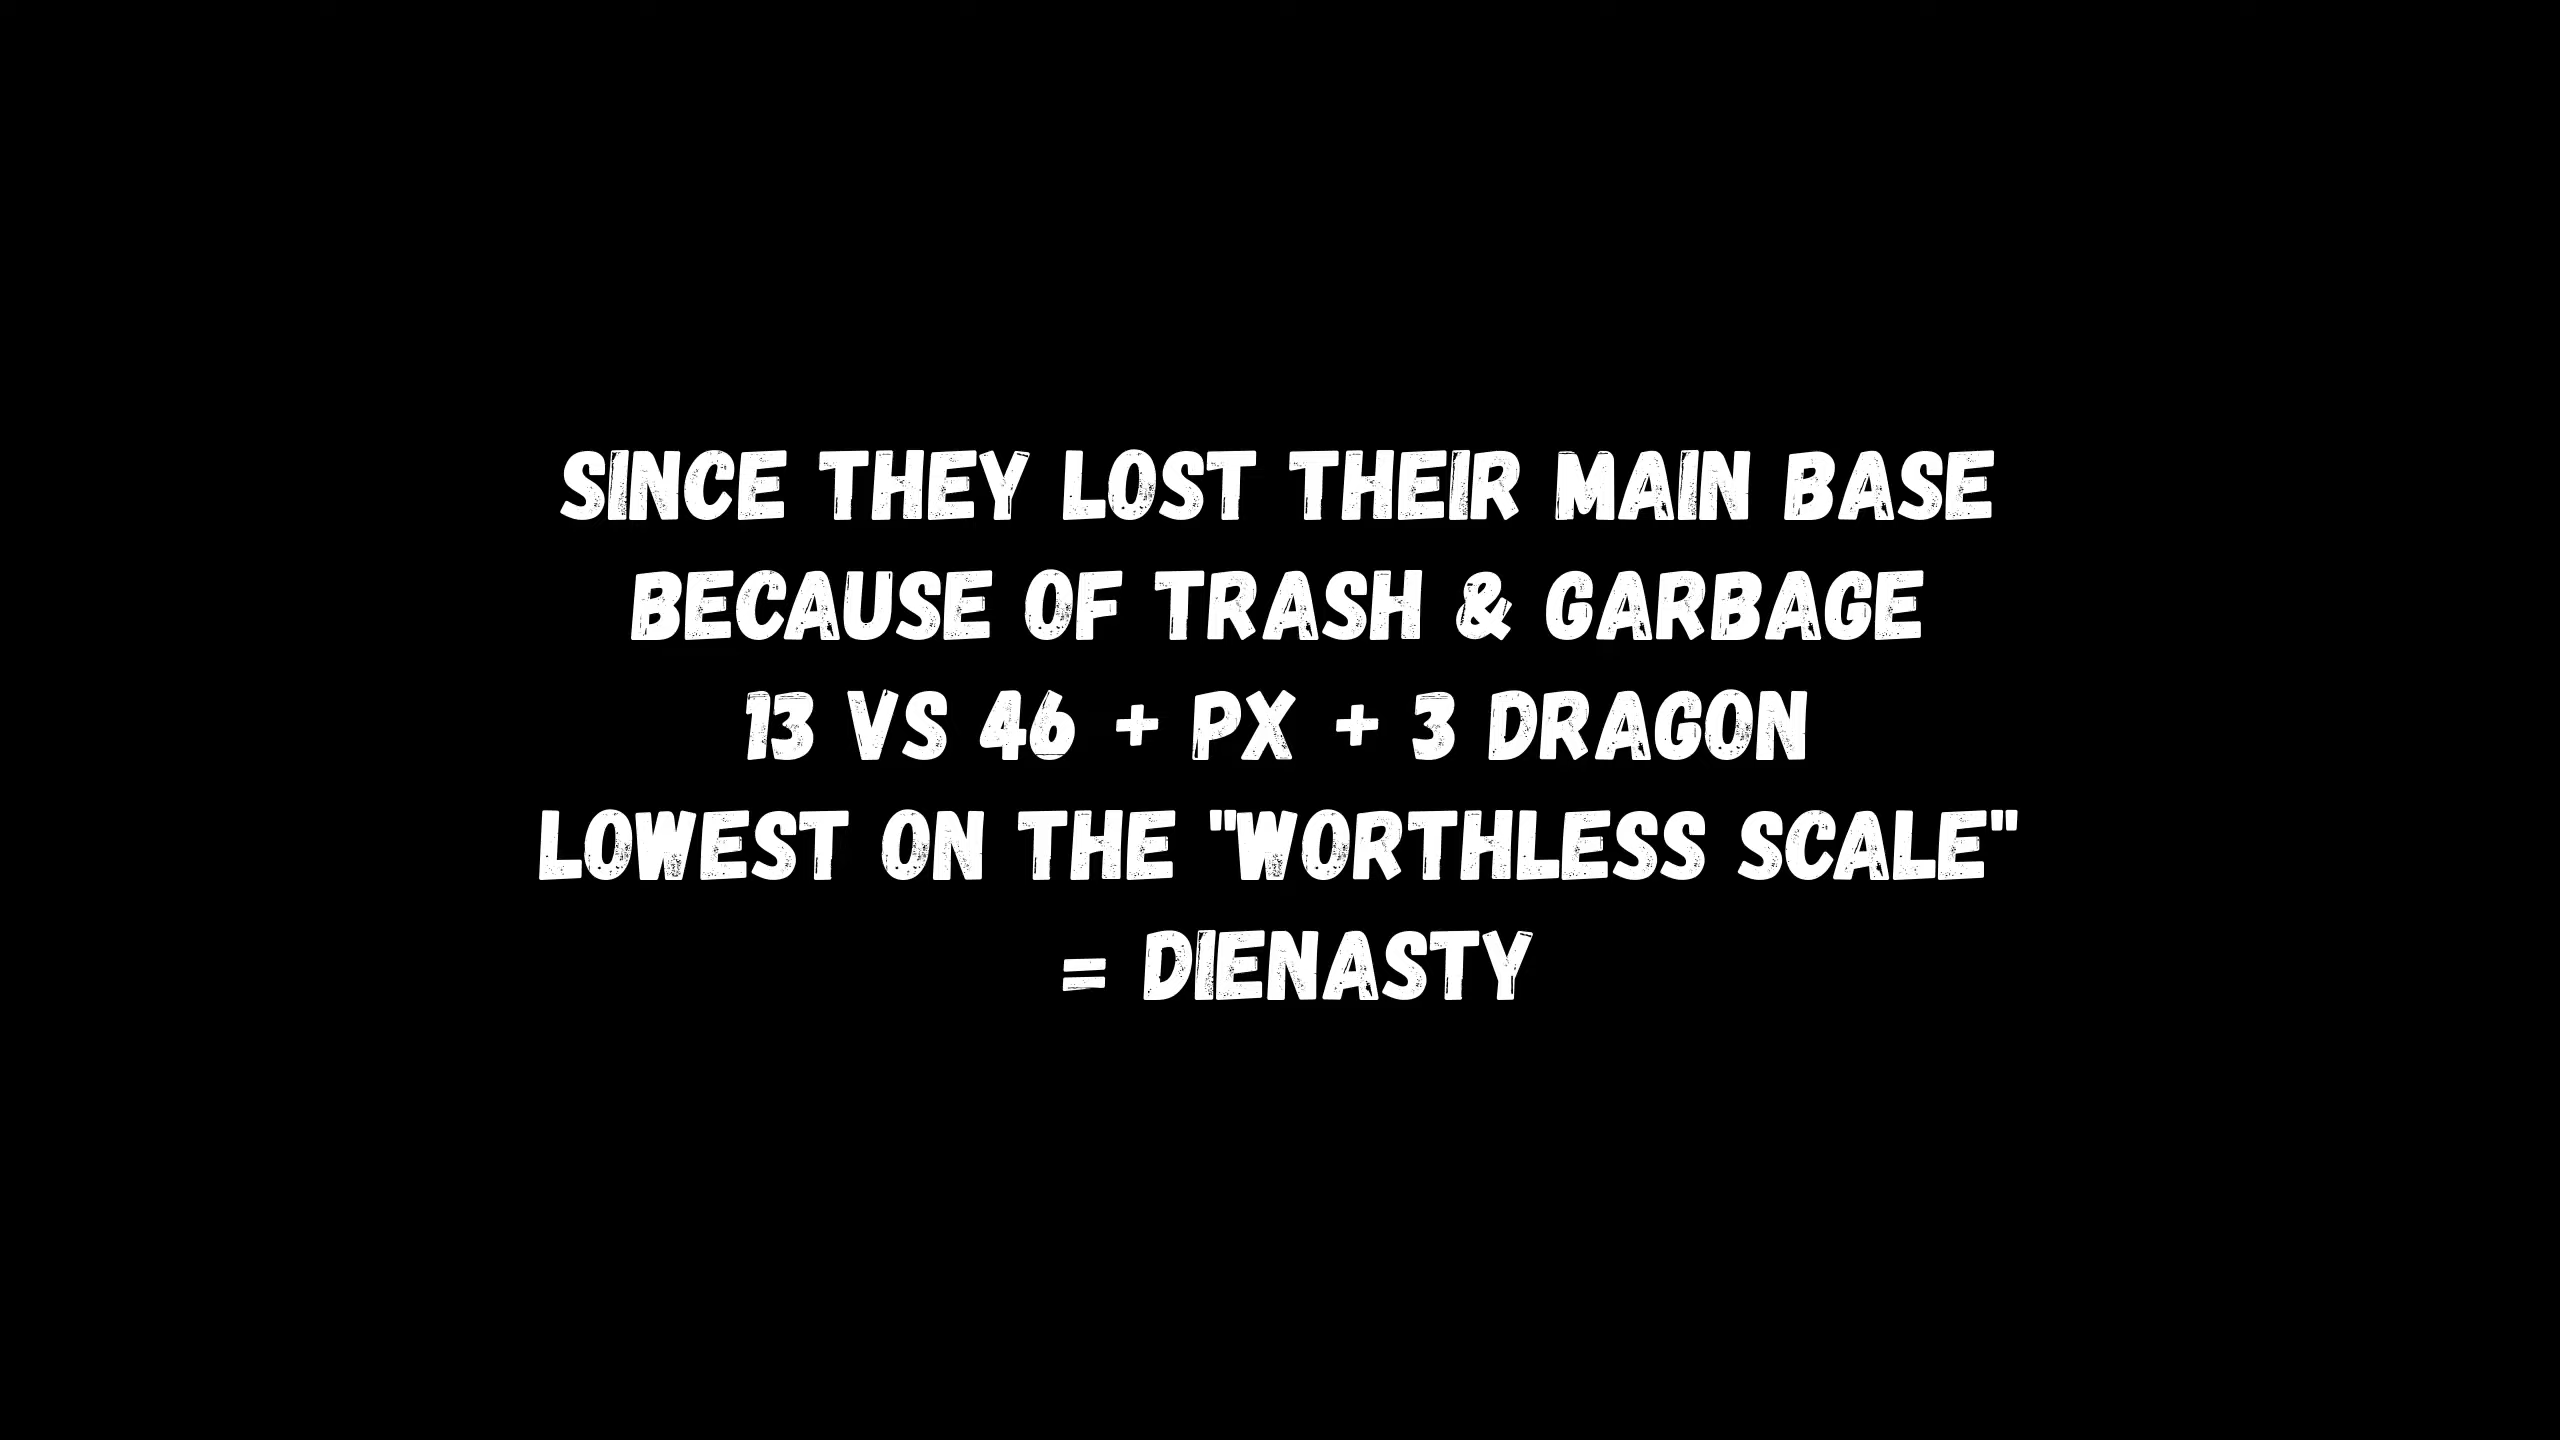 SINCE THEY LOST THEIR MAIN BASE
BECAUSE OF TRASH & GARBAGE
13 VS 46 + PX + 3 DRAGON
LOWEST ON THE "WORTHLESS SCALE"
= DIENASTY